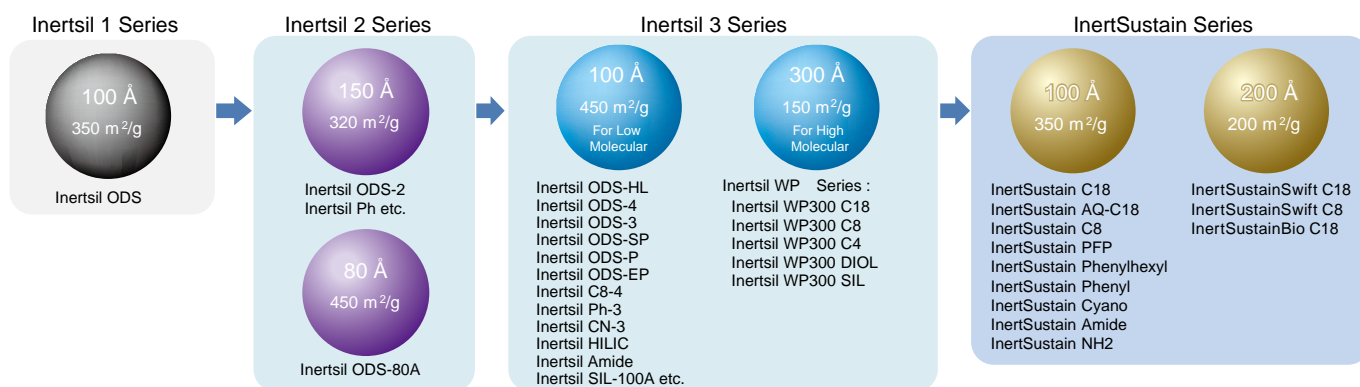 Inertsil 1 Series
100 Å
350 m²/g
Inertsil ODS
Inertsil 2 Series
150 Å
320 m²/g
Inertsil ODS-2
Inertsil Ph etc.
80 Å
450 m²/g
Inertsil ODS-80A
Inertsil 3 Series
100 Å
450 m²/g
For Low
Molecular
Inertsil ODS-HL
Inertsil ODS-4
Inertsil ODS-3
Inertsil ODS-SP
Inertsil ODS-P
Inertsil ODS-EP
Inertsil C8-4
Inertsil Ph-3
Inertsil CN-3
Inertsil HILIC
Inertsil Amide
Inertsil SIL-100A etc.
300 Å
150 m²/g
For High
Molecular
Inertsil WP Series :
Inertsil WP300 C18
Inertsil WP300 C8
Inertsil WP300 C4
Inertsil WP300 DIOL
Inertsil WP300 SIL
InertSustain Series
100 Å
350 m²/g
InertSustain C18
InertSustain AQ-C18
InertSustain C8
InertSustain PFP
InertSustain Phenylhexyl
InertSustain Phenyl
InertSustain Cyano
InertSustain Amide
InertSustain NH2
200 Å
200 m²/g
InertSustainSwift C18
InertSustainSwift C8
InertSustainBio C18